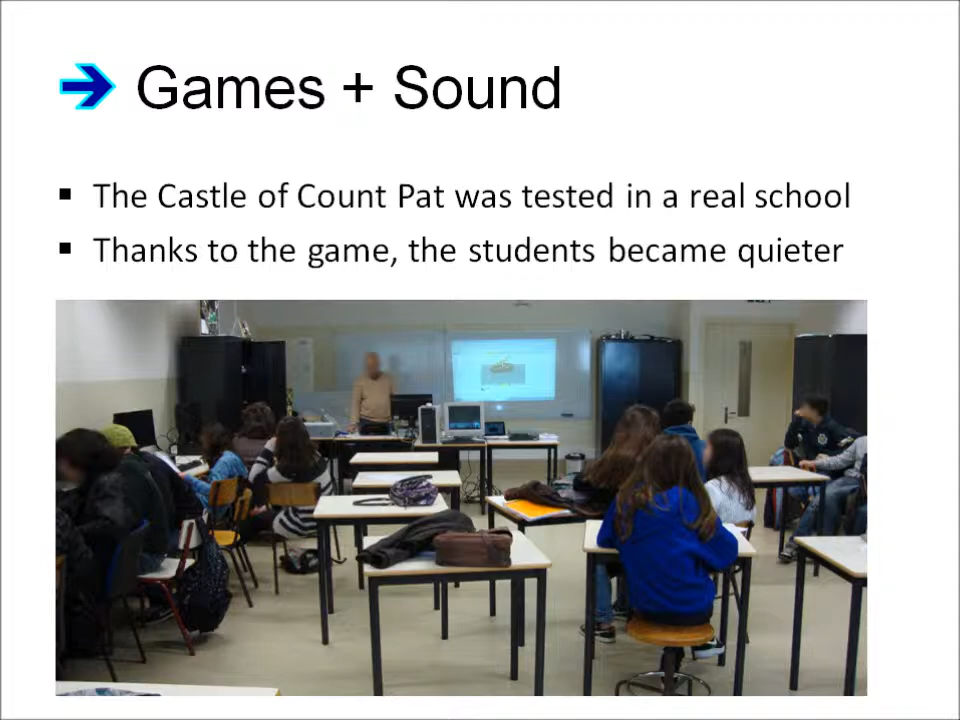 Games + Sound
The Castle of Count Pat was tested in a real school
Thanks to the game, the students became quieter